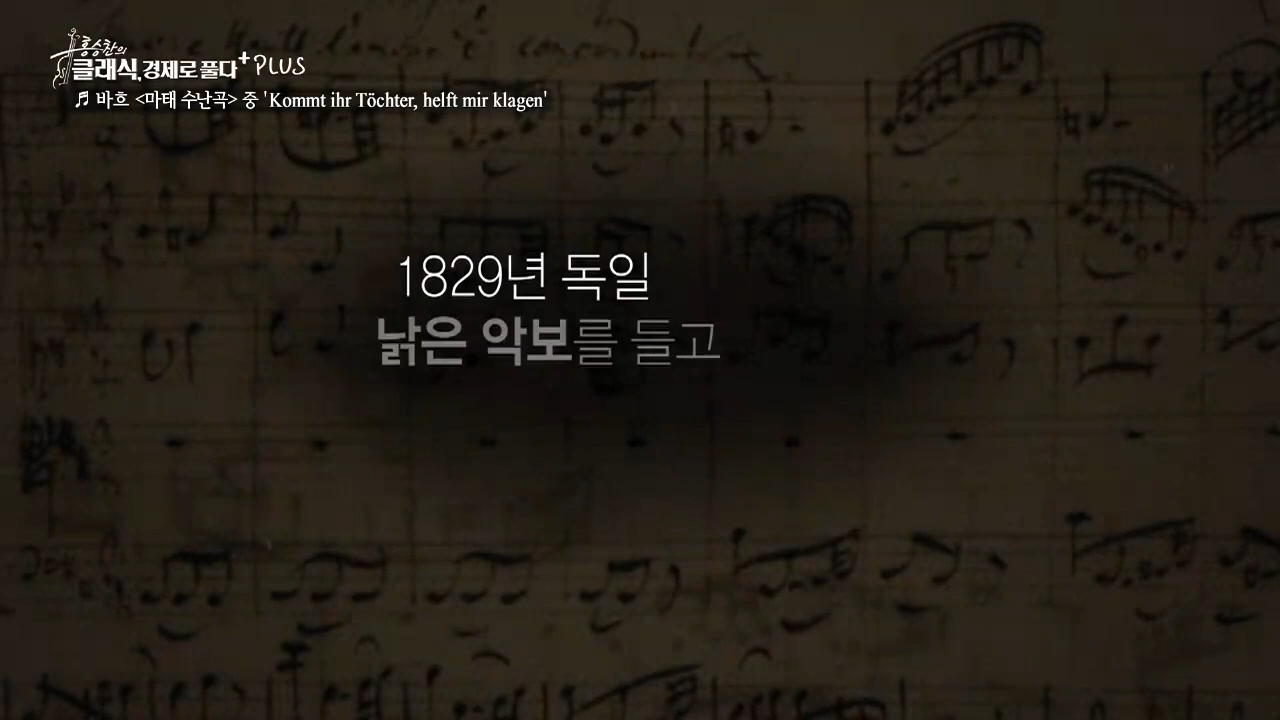 홍승찬의
클래식, 경제로 풀다+ PLUS
♬ 바흐 <마태 수난곡> 중 'Kommt ihr Töchter, helft mir klagen'
1829년 독일
낡은 악보를 들고